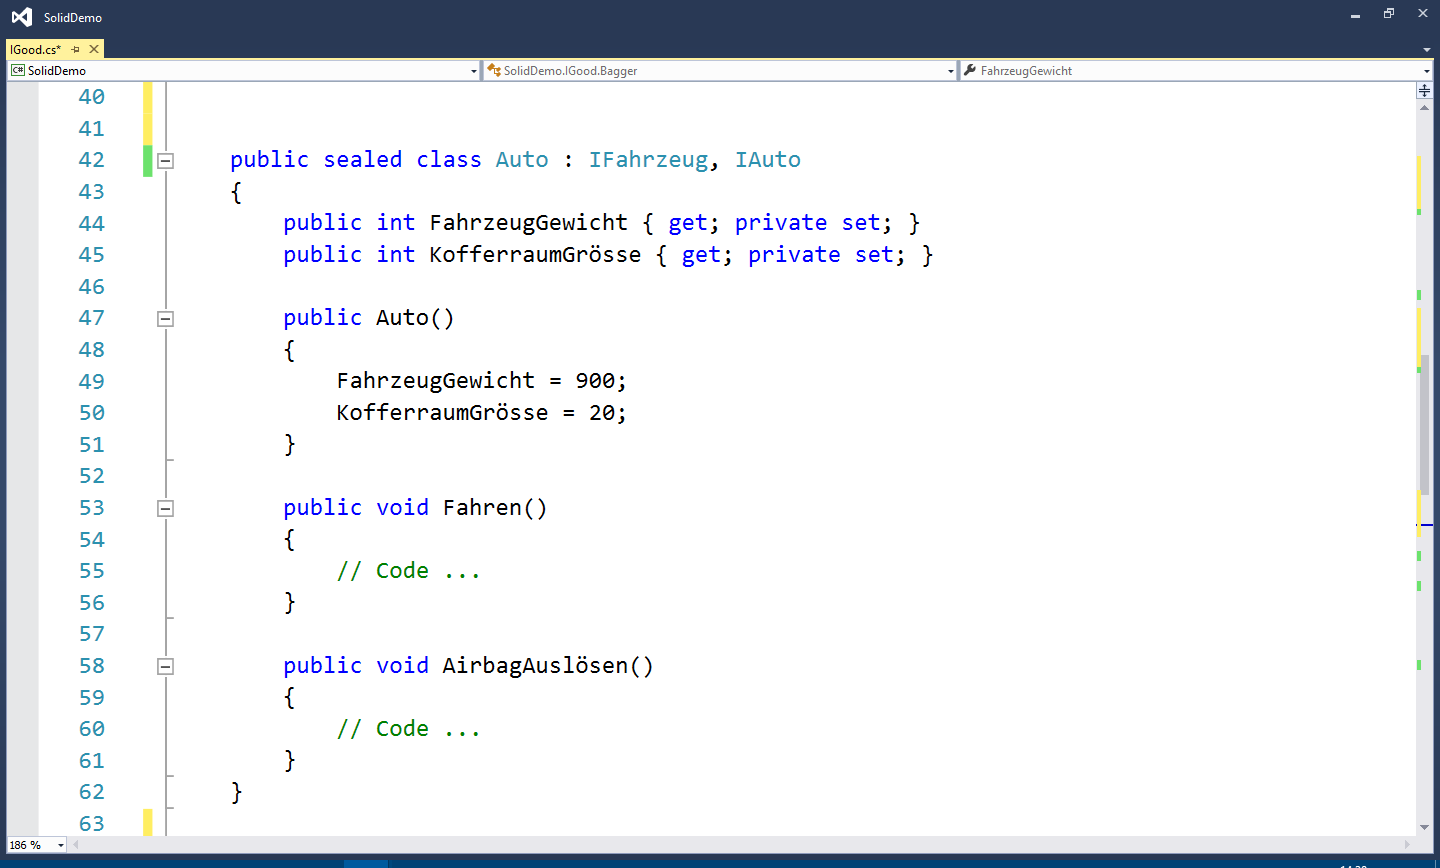 SolidDemo
IGood.cs*
C# SolidDemo
SolidDemo.IGood.Bagger
FahrzeugGewicht
40
41
42 public sealed class Auto : IFahrzeug, IAuto
43 {
44 public int FahrzeugGewicht { get; private set; }
45 public int KofferraumGrösse { get; private set; }
46
47 public Auto()
48 {
49 FahrzeugGewicht = 900;
50 KofferraumGrösse = 20;
51 }
52
53 public void Fahren()
54 {
55 // Code ...
56 }
57
58 public void AirbagAuslösen()
59 {
60 // Code ...
61 }
62 }
63
186 %